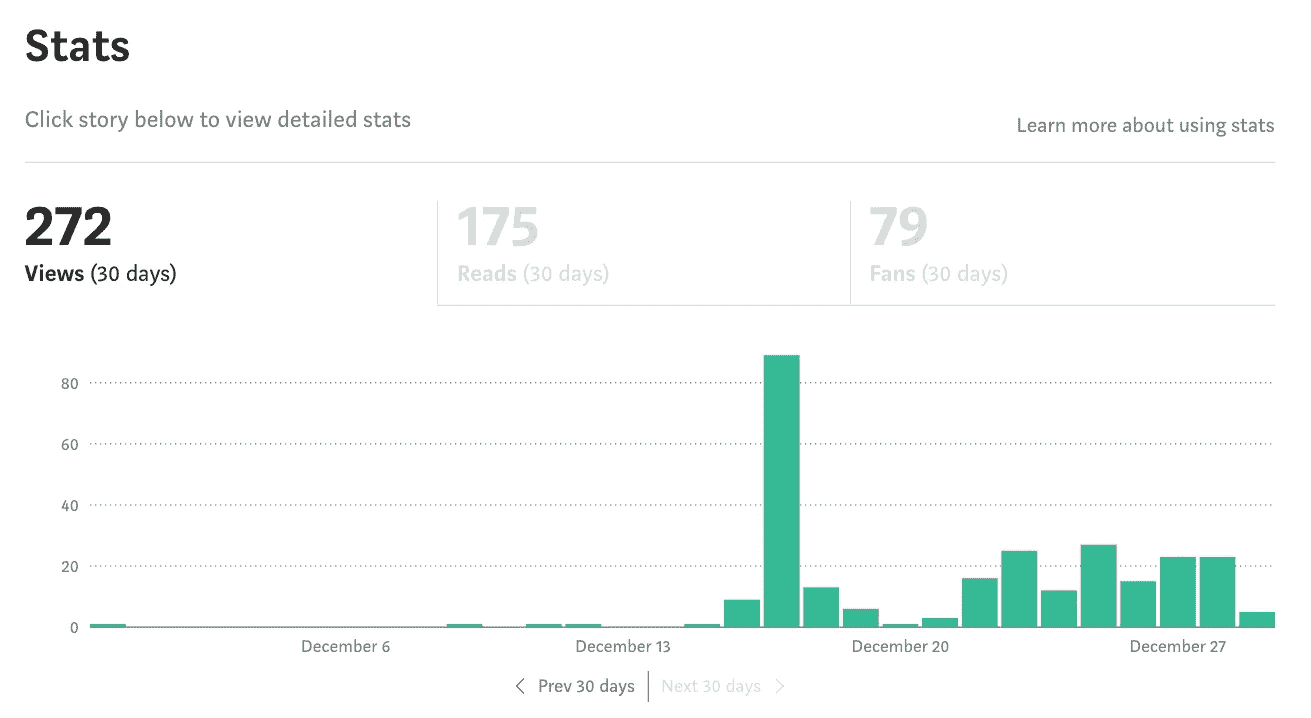 Stats
Click story below to view detailed stats
Learn more about using stats
272
Views (30 days)
175
Reads (30 days)
79
Fans (30 days)
80
60
40
20
0
December 6
December 13
December 20
December 27
Prev 30 days
Next 30 days